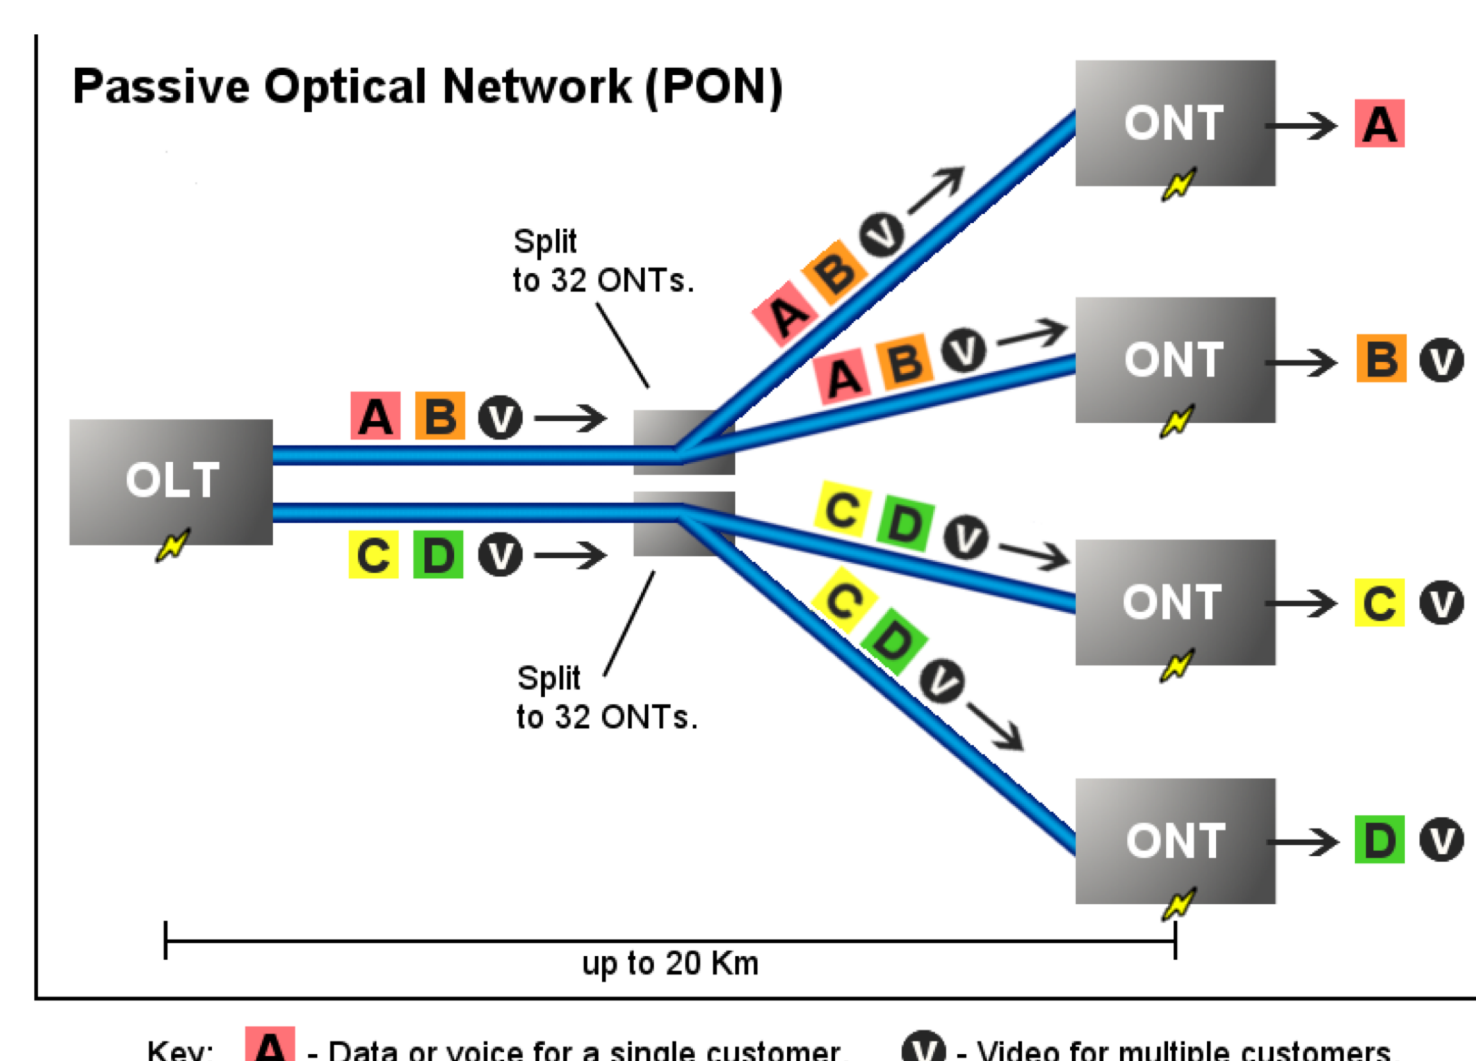 Passive Optical Network (PON)
ONT
A
A B V
Split
to 32 ONTs.
ONT
B V
A B V
A B V
OLT
C D V
C D V
ONT
C V
C D V
Split
to 32 ONTs.
ONT
D V
up to 20 Km
Key: A - Data or voice for a single customer. V - Video for multiple customers